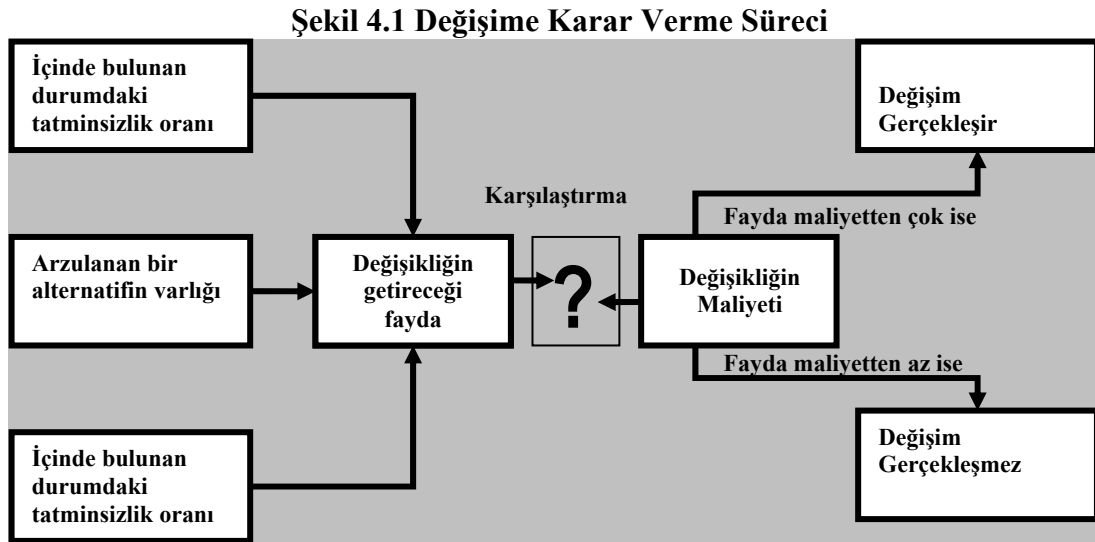 Şekil 4.1 Değişime Karar Verme Süreci
İçinde bulunan
durumdaki
tatminsizlik oranı
Arzulanan bir
alternatifin varlığı
İçinde bulunan
durumdaki
tatminsizlik oranı
Değişikliğin
getireceği
fayda
Karşılaştırma
?
Değişikliğin
Maliyeti
Fayda maliyetten çok ise
Fayda maliyetten az ise
Değişim
Gerçekleşir
Değişim
Gerçekleşmez